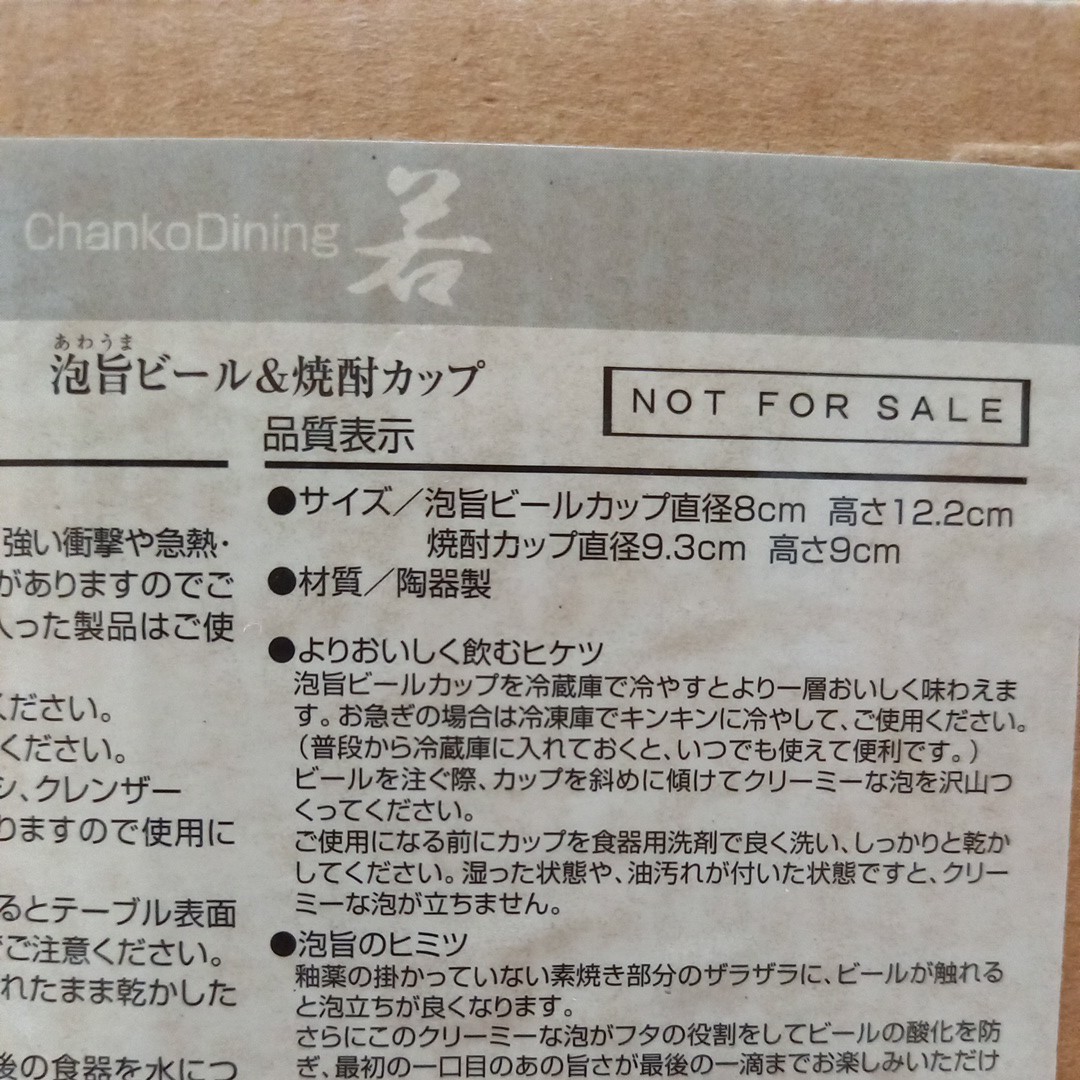 ChankoDining 若
あわうま
泡旨ビール&焼酎カップ
NOT FOR SALE
強い衝撃や急熱・
がありますのでご
入った製品はご使
ください。
ください。
シ、クレンザー
りますので使用に
るとテーブル表面
でご注意ください。
れたまま乾かした
後の食器を水につ
品質表示
●サイズ/泡旨ビールカップ直径8cm 高さ12.2cm
焼酎カップ直径9.3cm 高さ9cm
●材質/陶器製
●よりおいしく飲むヒケツ
泡旨ビールカップを冷蔵庫で冷やすとより一層おいしく味わえま
す。お急ぎの場合は冷凍庫でキンキンに冷やして、ご使用ください。
(普段から冷蔵庫に入れておくと、いつでも使えて便利です。)
ビールを注ぐ際、カップを斜めに傾けてクリーミーな泡を沢山つ
くってください。
ご使用になる前にカップを食器用洗剤で良く洗い、しっかりと乾か
してください。湿った状態や、油汚れが付いた状態ですと、クリー
ミーな泡が立ちません。
●泡旨のヒミツ
釉薬の掛かっていない素焼き部分のザラザラに、ビールが触れる
と泡立ちが良くなります。
さらにこのクリーミーな泡がフタの役割をしてビールの酸化を防
ぎ、最初の一口目のあの旨さが最後の一滴までお楽しみいただけ